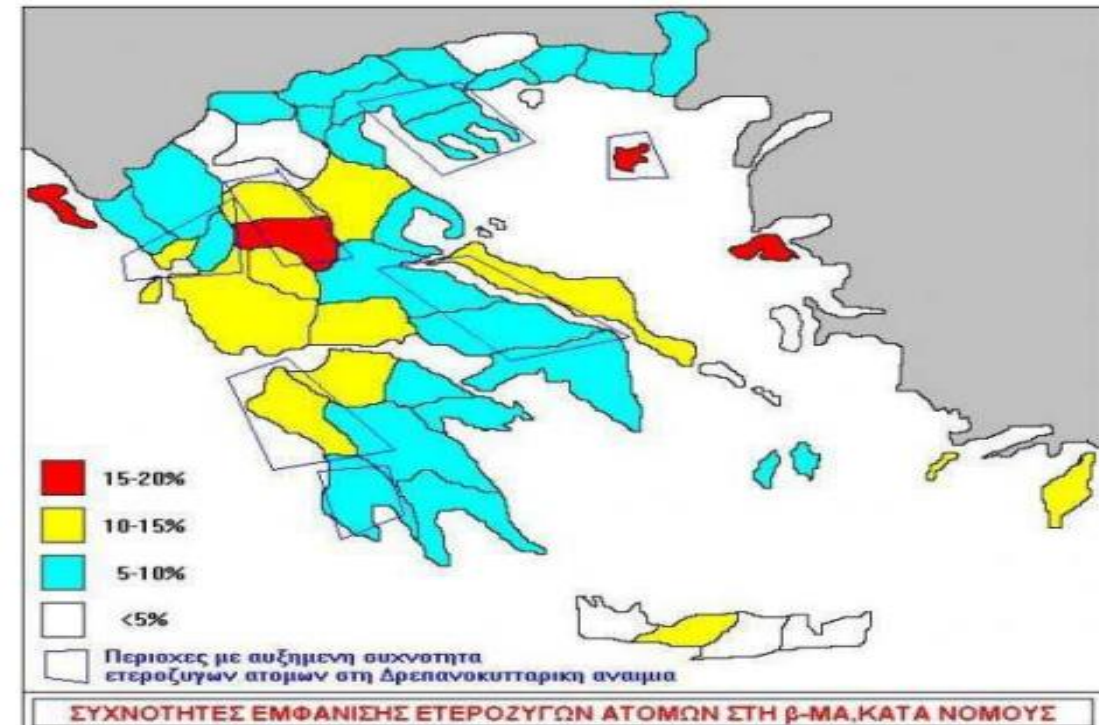 15-20%
10-15%
5-10%
<5%
Περιοχες με αυξημενη συχνοτητα
ετεροζυγων ατομων στη Δρεπανοκυτταρικη αναιμια
ΣΥΧΝΟΤΗΤΕΣ ΕΜΦΑΝΙΣΗΣ ΕΤΕΡΟΖΥΓΩΝ ΑΤΟΜΩΝ ΣΤΗ β-ΜΑ,ΚΑΤΑ ΝΟΜΟΥΣ